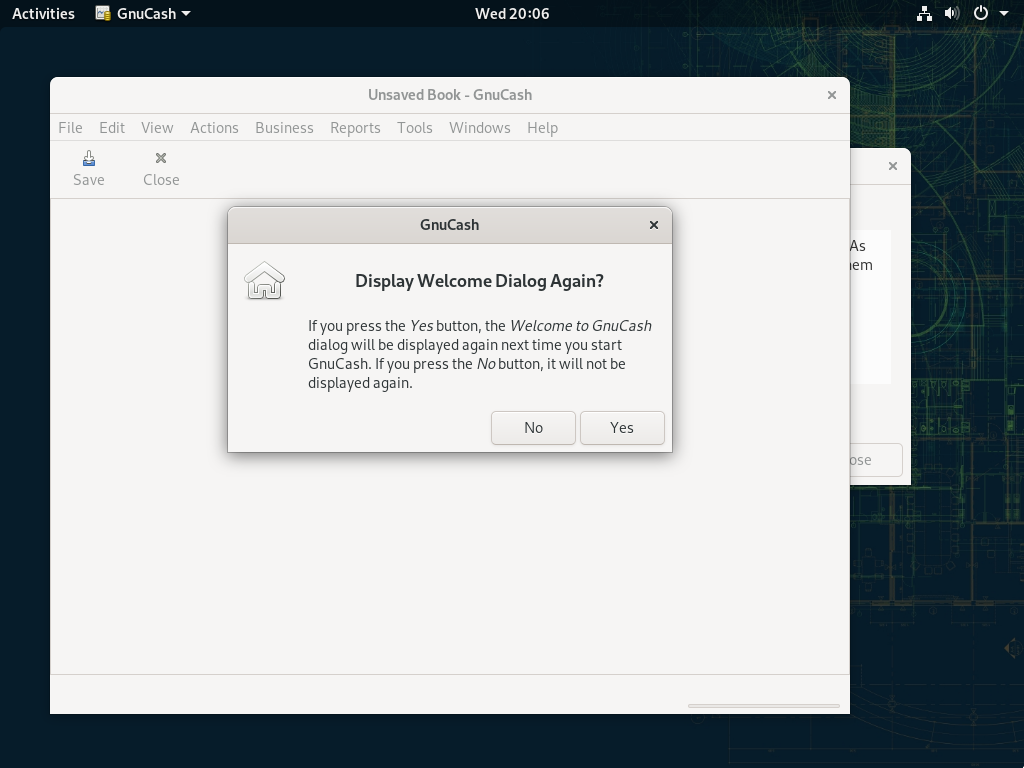 Activities GnuCash Wed 20:06
Unsaved Book - GnuCash
File Edit View Actions Business Reports Tools Windows Help
Save Close
As
GnuCash
Display Welcome Dialog Again?
If you press the Yes button, the Welcome to GnuCash
dialog will be displayed again next time you start
GnuCash. If you press the No button, it will not be
displayed again.
No Yes